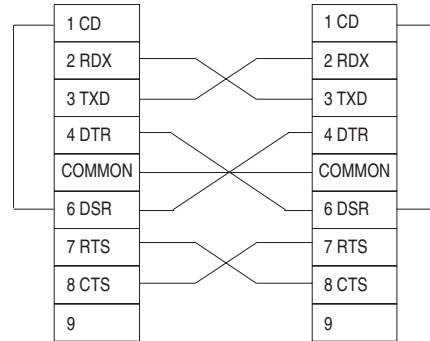 1 CD
2 RDX
3 TXD
4 DTR
COMMON
6 DSR
7 RTS
8 CTS
9
1 CD
2 RDX
3 TXD
4 DTR
COMMON
6 DSR
7 RTS
8 CTS
9